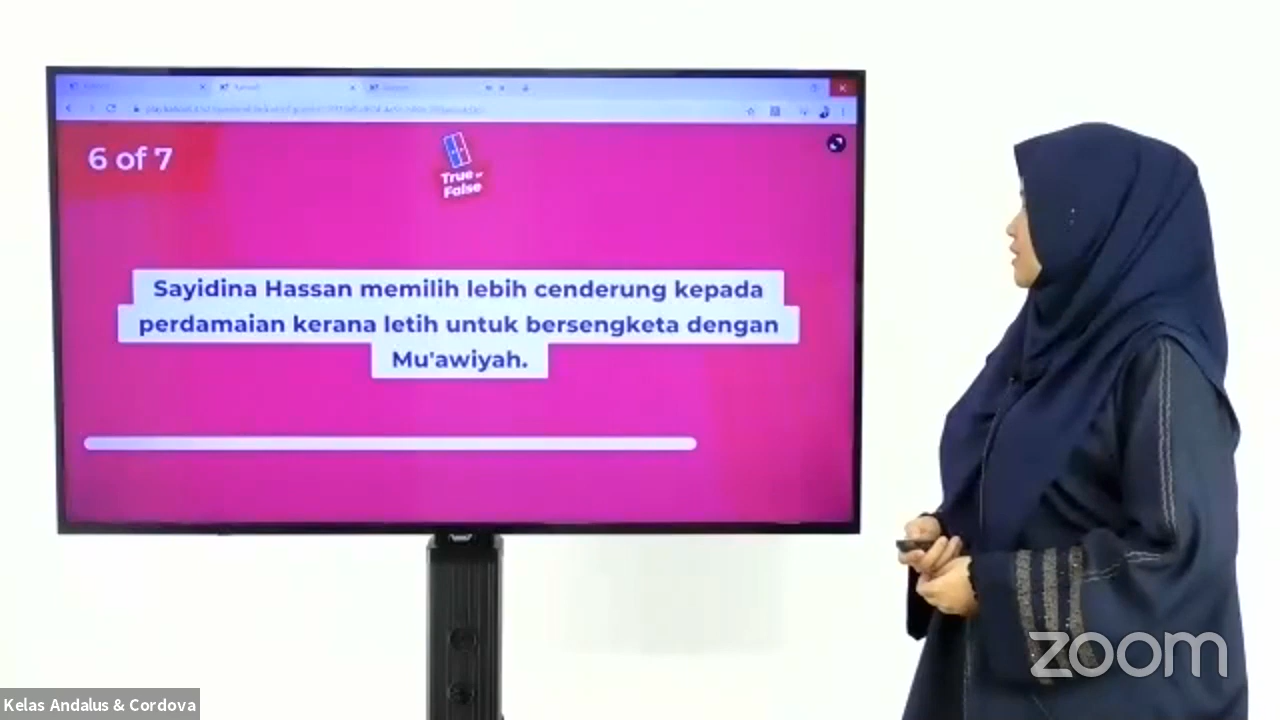 6 of 7
True or
False
Sayidina Hassan memilih lebih cenderung kepada
perdamaian kerana letih untuk bersengketa dengan
Mu'awiyah.
zoom
Kelas Andalus & Cordova